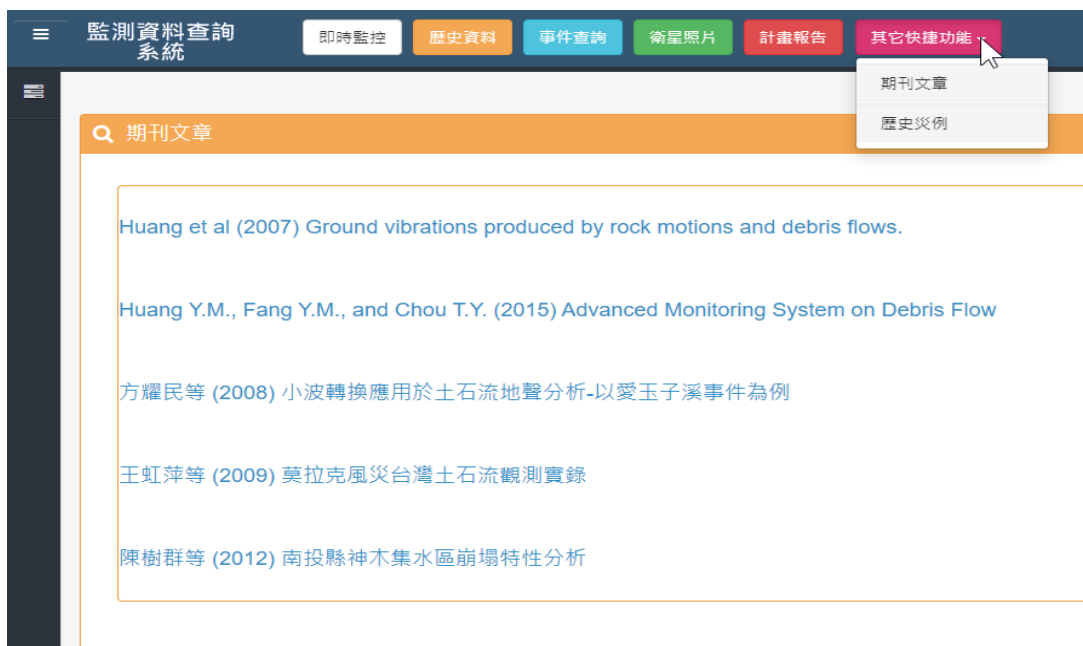 監測資料查詢
系統
即時監控 歷史資料 事件查詢 衛星照片 計畫報告 其它快捷功能
期刊文章
歷史災例
期刊文章
Huang et al (2007) Ground vibrations produced by rock motions and debris flows.
Huang Y.M., Fang Y.M., and Chou T.Y. (2015) Advanced Monitoring System on Debris Flow
方耀民等 (2008) 小波轉換應用於土石流地聲分析-以愛玉子溪事件為例
王虹萍等 (2009) 莫拉克風災台灣土石流觀測實錄
陳樹群等 (2012) 南投縣神木集水區崩塌特性分析